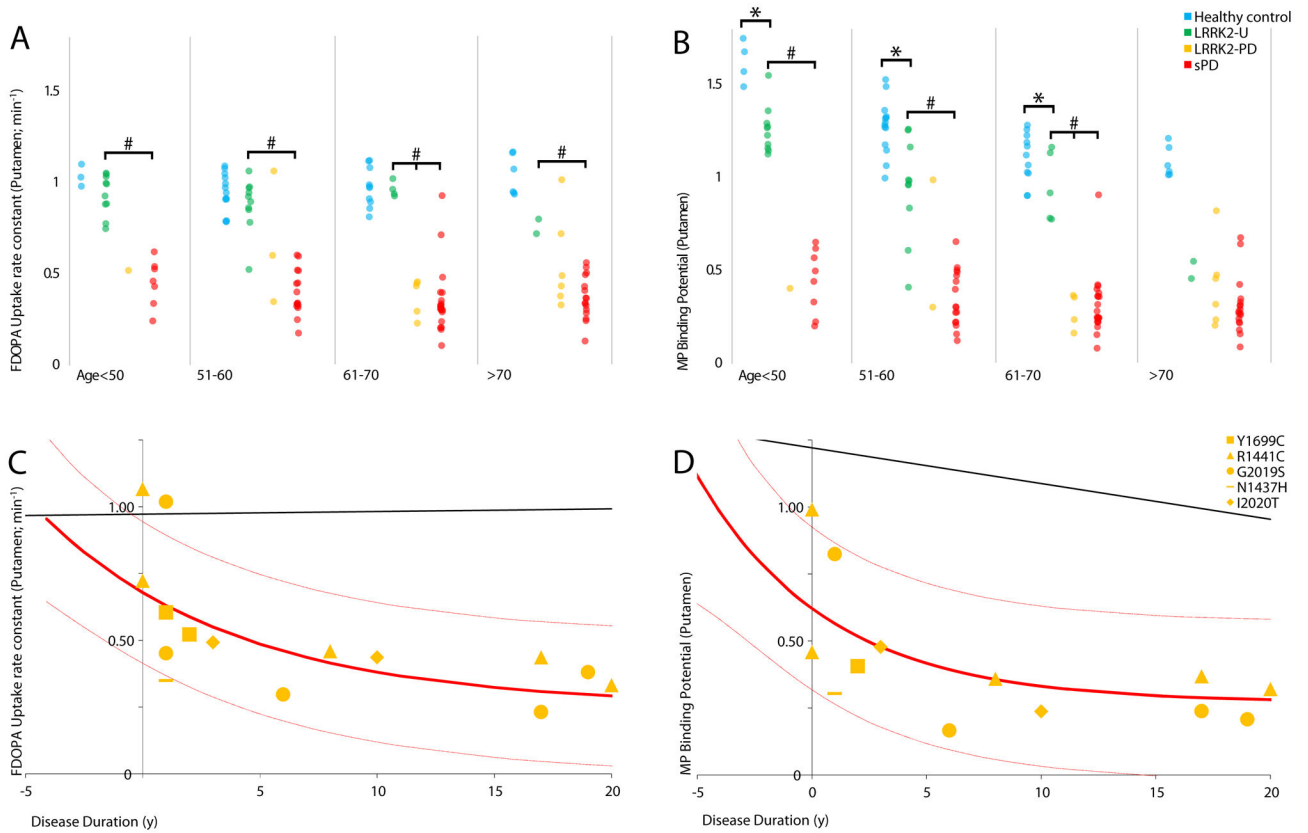 A
FDOPA Uptake rate constant (Putamen; min⁻¹)
1.5
1
0.5
0
#
#
#
#
Age<50
51-60
61-70
>70
B
MP Binding Potential (Putamen)
1.5
1
0.5
0
*
#
*
#
*
#
Age<50
51-60
61-70
>70
Healthy control
LRRK2-U
LRRK2-PD
sPD
C
FDOPA Uptake rate constant (Putamen; min⁻¹)
1.00
0.50
0
-5
0
5
10
15
20
Disease Duration (y)
D
MP Binding Potential (Putamen)
1.00
0.50
0
-5
0
5
10
15
20
Disease Duration (y)
Y1699C
R1441C
G2019S
N1437H
I2020T